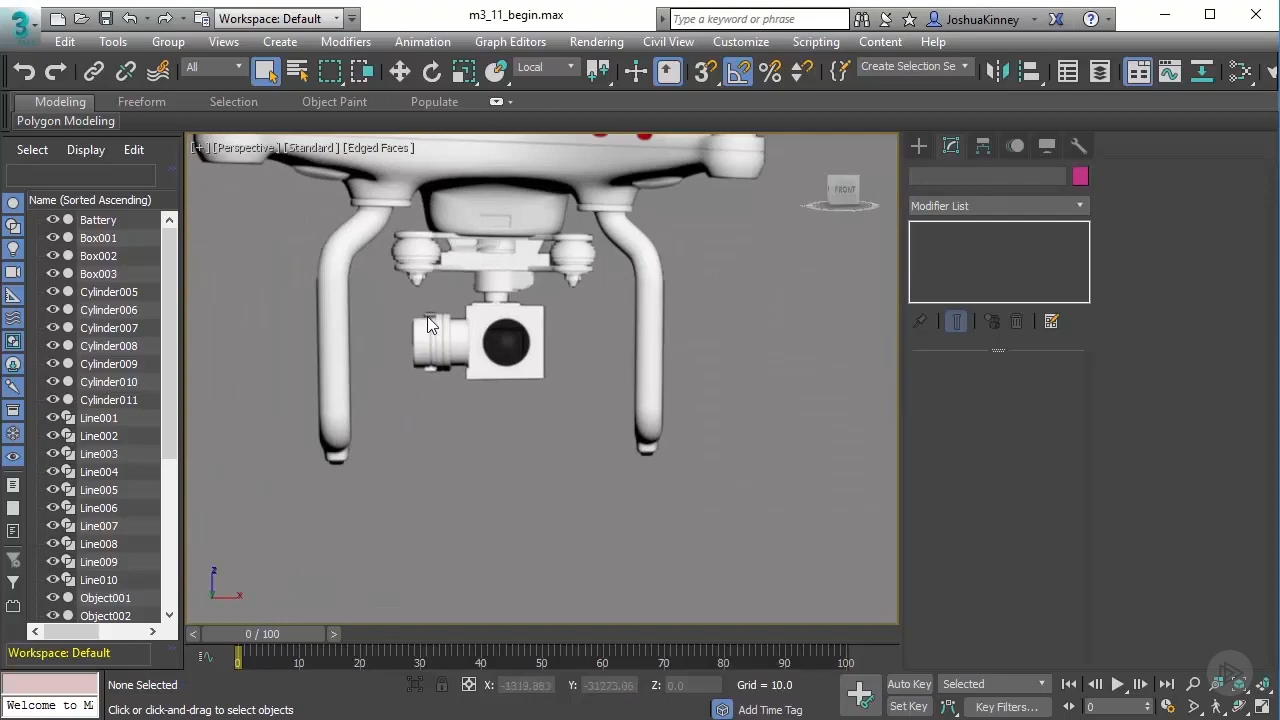 Workspace: Default
m3_11_begin.max
Type a keyword or phrase
JoshuaKinney
Edit Tools Group Views Create Modifiers Animation Graph Editors Rendering Civil View Customize Scripting Content Help
All
Local
Create Selection Se
Modeling Freeform Selection Object Paint Populate
Polygon Modeling
Select Display Edit
[+] [Perspective] [Standard] [Edged Faces]
FRONT
Name (Sorted Ascending)
Modifier List
Battery
Box001
Box002
Box003
Cylinder005
Cylinder006
Cylinder007
Cylinder008
Cylinder009
Cylinder010
Cylinder011
Line001
Line002
Line003
Line004
Line005
Line006
Line007
Line008
Line009
Line010
Object001
Object002
z
x
< 0 / 100 >
Workspace: Default
0 10 20 30 40 50 60 70 80 90 100
None Selected
X: -1319.883 Y: -31273.06 Z: 0.0
Grid = 10.0
Auto Key
Selected
Welcome to M
Click or click-and-drag to select objects
Add Time Tag
Set Key
Key Filters...
0